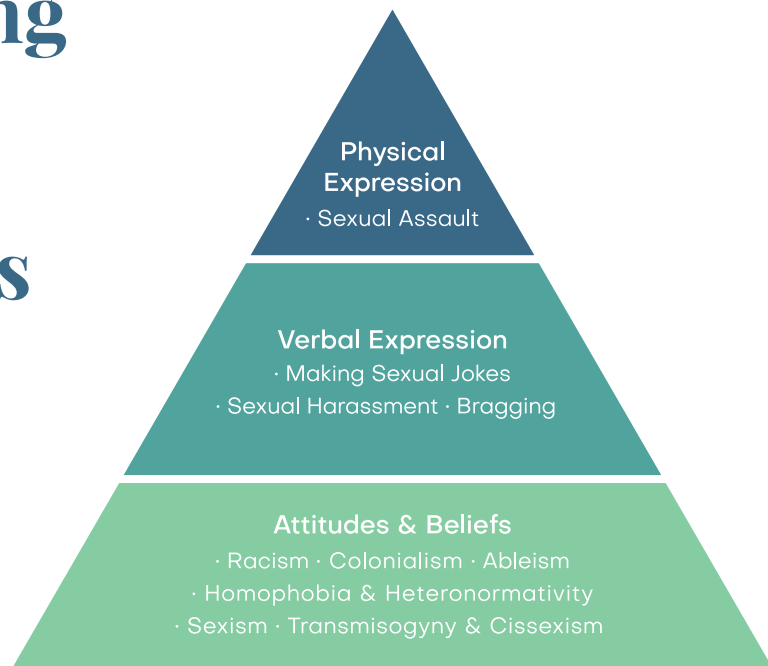 ng
s
Physical
Expression
· Sexual Assault
Verbal Expression
· Making Sexual Jokes
· Sexual Harassment · Bragging
Attitudes & Beliefs
· Racism · Colonialism · Ableism
· Homophobia & Heteronormativity
· Sexism · Transmisogyny & Cissexism